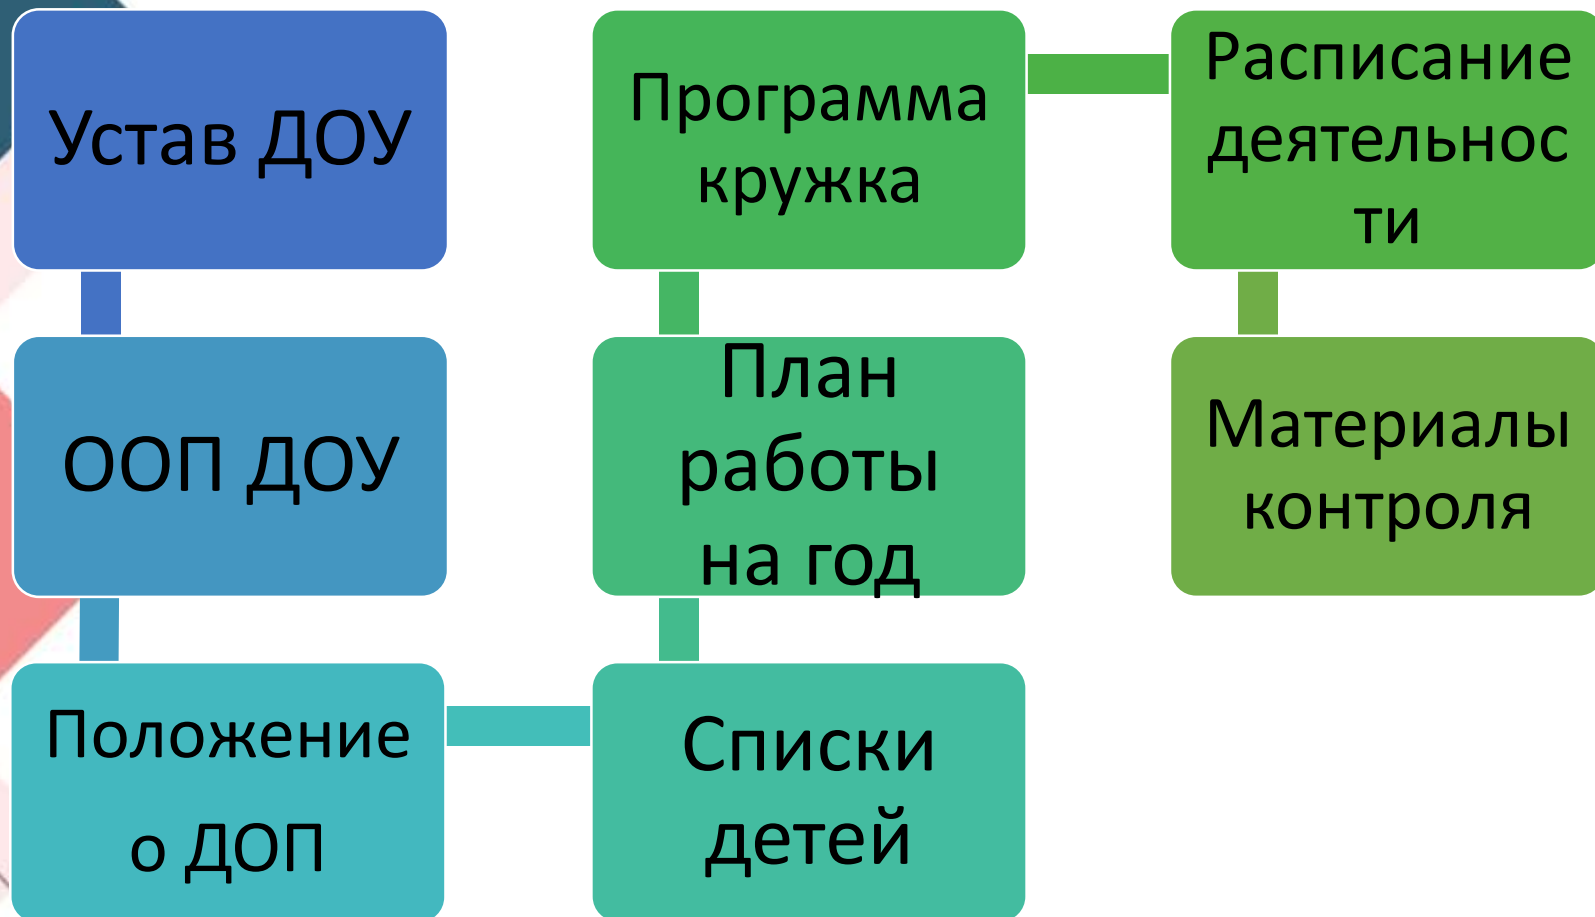 Устав ДОУ
ООП ДОУ
Положение
о ДОП
Списки
детей
План
работы
на год
Программа
кружка
Расписание
деятельнос
ти
Материалы
контроля